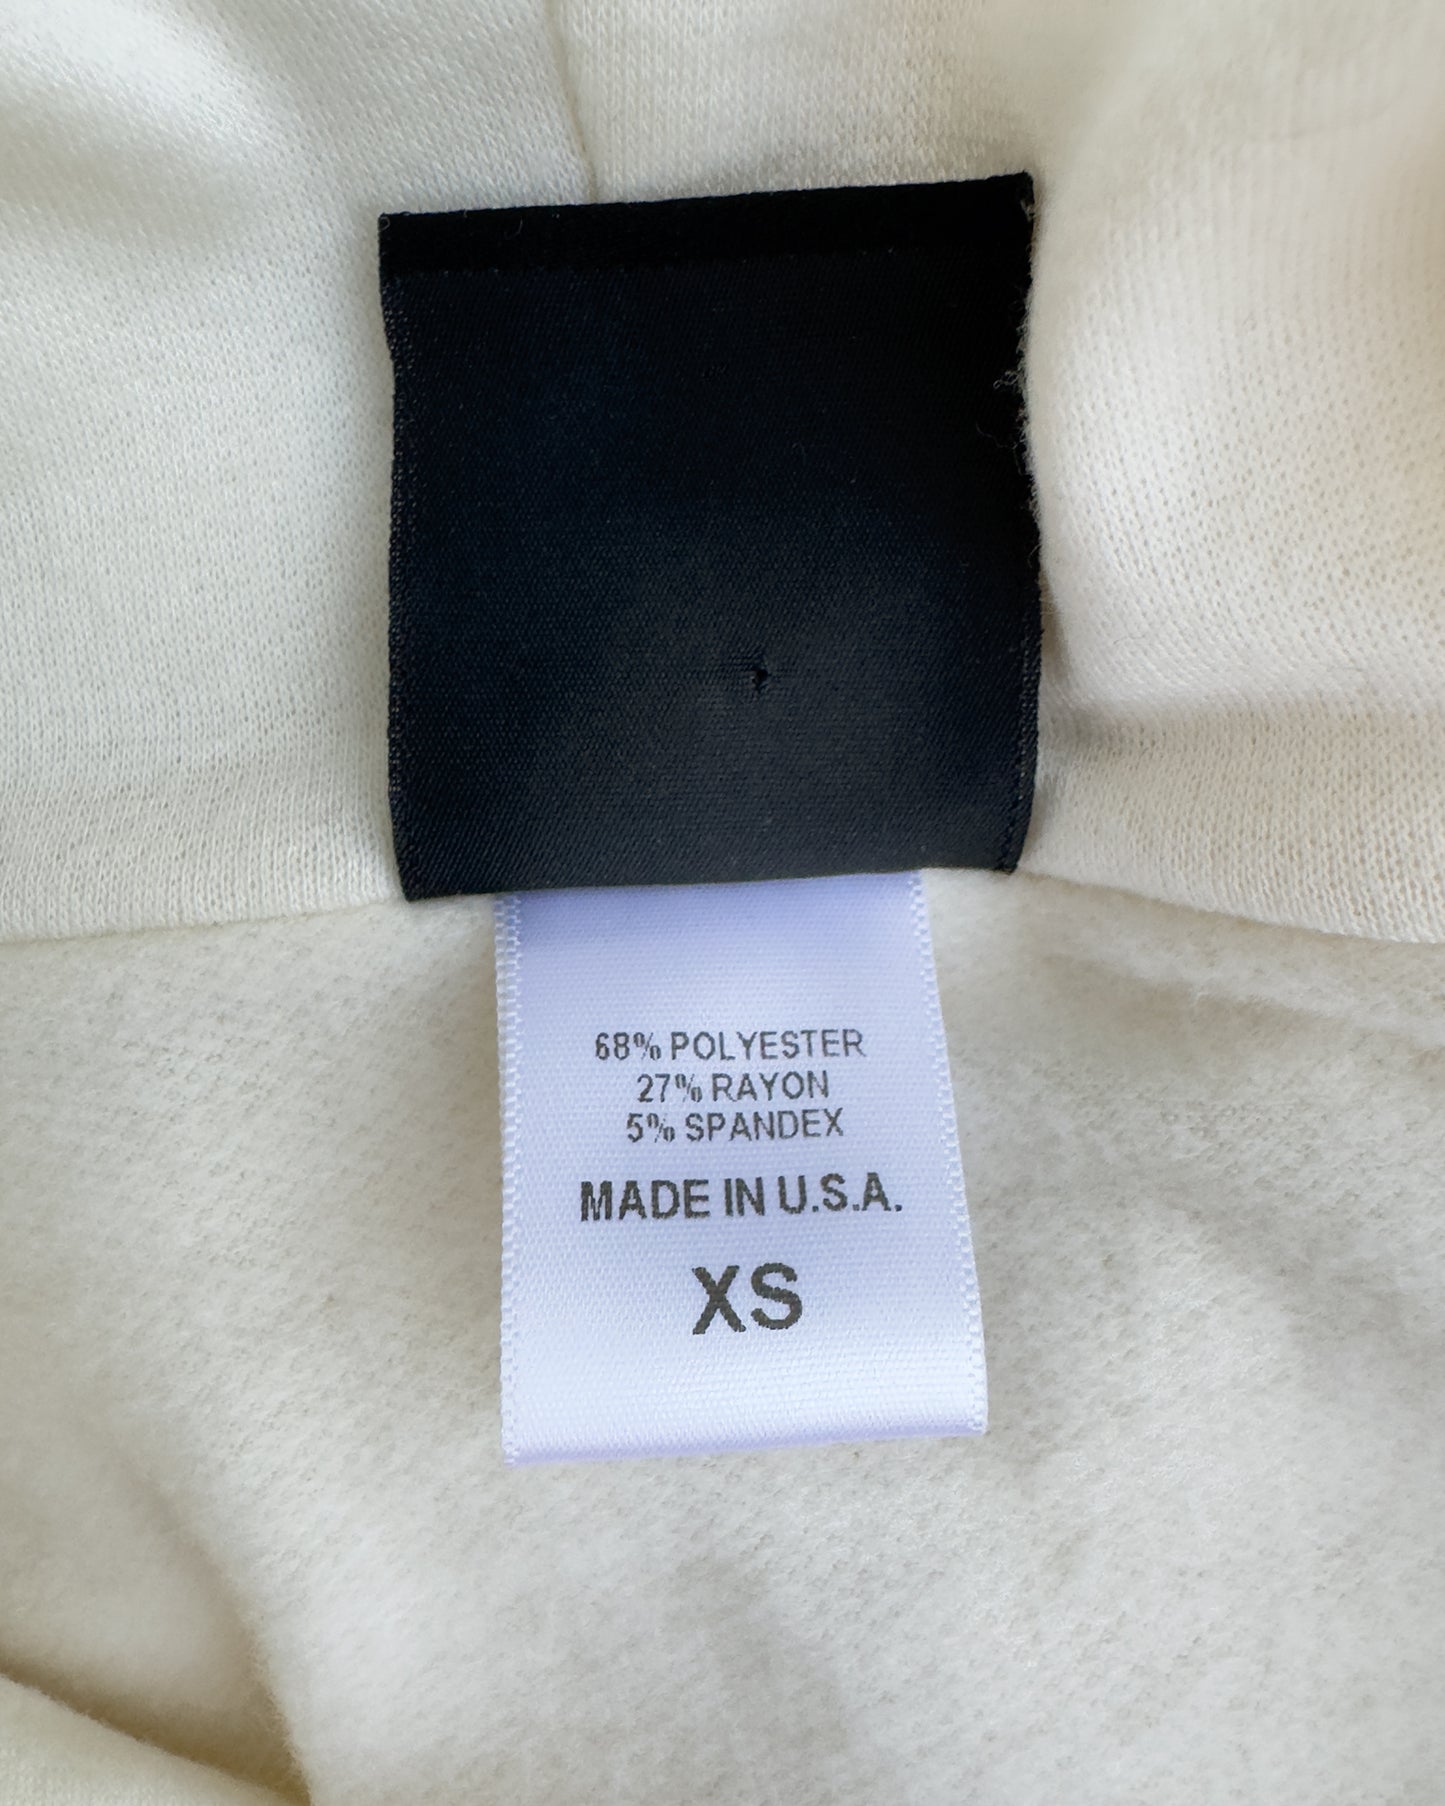 68% POLYESTER
27% RAYON
5% SPANDEX
MADE IN U.S.A.
XS